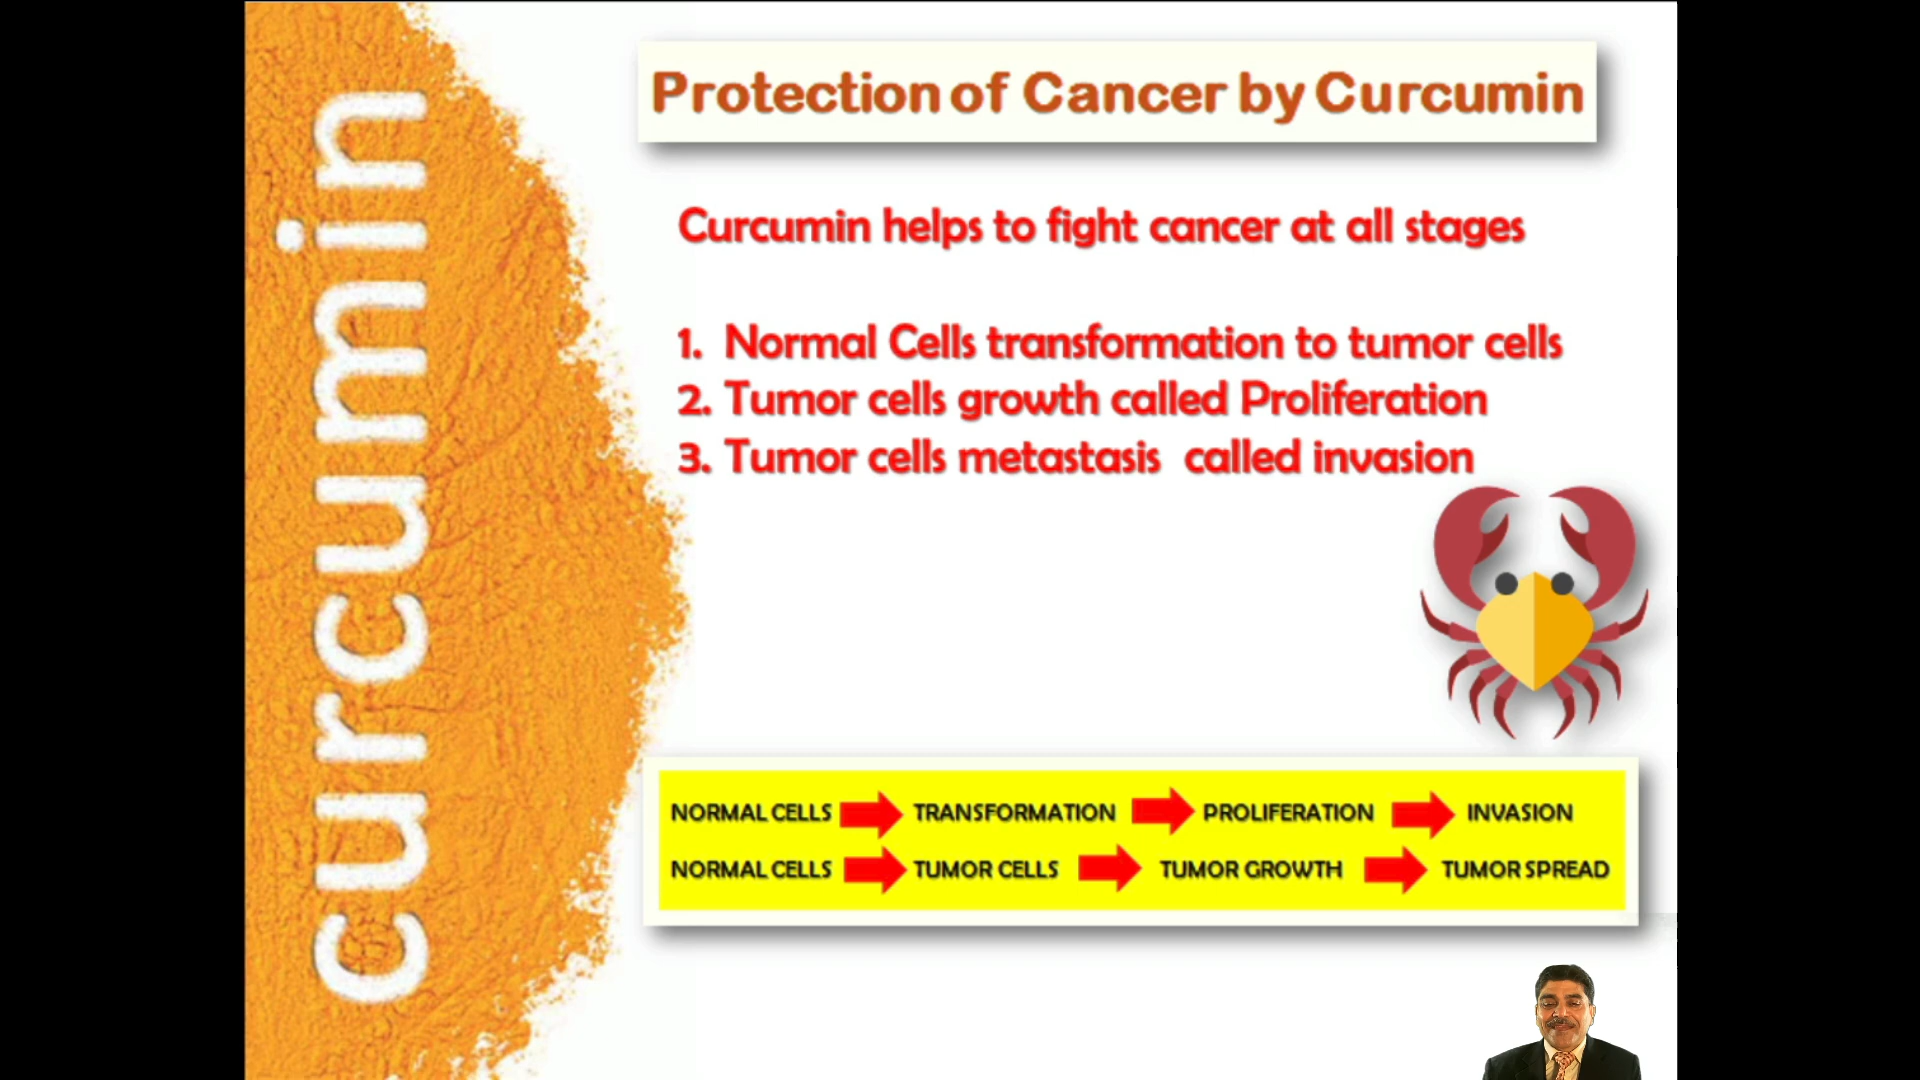 curcumin
Protection of Cancer by Curcumin
Curcumin helps to fight cancer at all stages
1. Normal Cells transformation to tumor cells
2. Tumor cells growth called Proliferation
3. Tumor cells metastasis called invasion
NORMAL CELLS TRANSFORMATION PROLIFERATION INVASION
NORMAL CELLS TUMOR CELLS TUMOR GROWTH TUMOR SPREAD